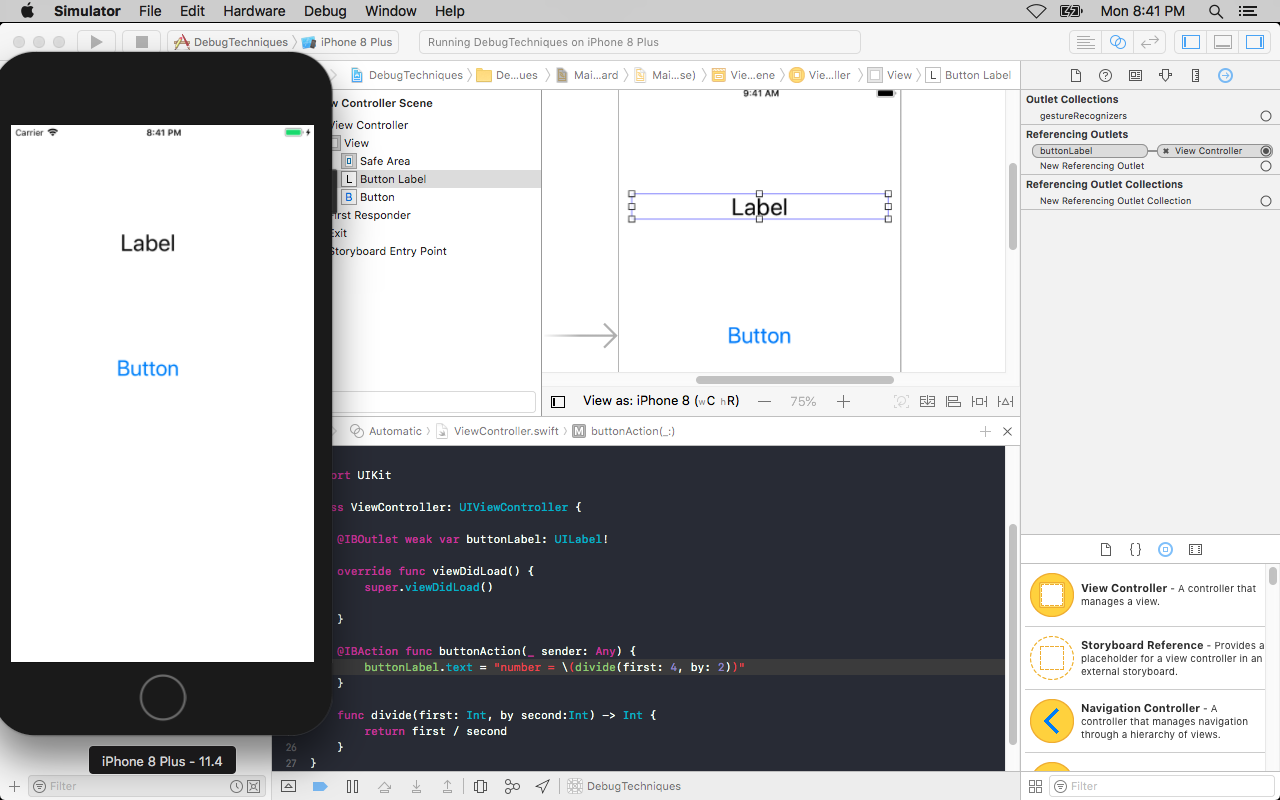 Simulator File Edit Hardware Debug Window Help Mon 8:41 PM
DebugTechniques iPhone 8 Plus Running DebugTechniques on iPhone 8 Plus
DebugTechniques De...ues Mai...ard Mai...se) Vie...ene Vie...ller View L Button Label
w Controller Scene
View Controller
View
Safe Area
L Button Label
B Button
First Responder
Exit
Storyboard Entry Point
9:41 AM
Label
Button
View as: iPhone 8 (wC hR) 75%
Outlet Collections
gestureRecognizers
Referencing Outlets
buttonLabel View Controller
New Referencing Outlet
Referencing Outlet Collections
New Referencing Outlet Collection
Carrier 8:41 PM
Label
Button
iPhone 8 Plus - 11.4
Automatic ViewController.swift M buttonAction(_:)
ort UIKit
ss ViewController: UIViewController {
@IBOutlet weak var buttonLabel: UILabel!
override func viewDidLoad() {
super.viewDidLoad()
}
@IBAction func buttonAction(_ sender: Any) {
buttonLabel.text = "number = \(divide(first: 4, by: 2))"
}
func divide(first: Int, by second:Int) -> Int {
return first / second
26 }
27 }
{}
View Controller - A controller that
manages a view.
Storyboard Reference - Provides a
placeholder for a view controller in an
external storyboard.
Navigation Controller - A
controller that manages navigation
through a hierarchy of views.
Filter
DebugTechniques
Filter